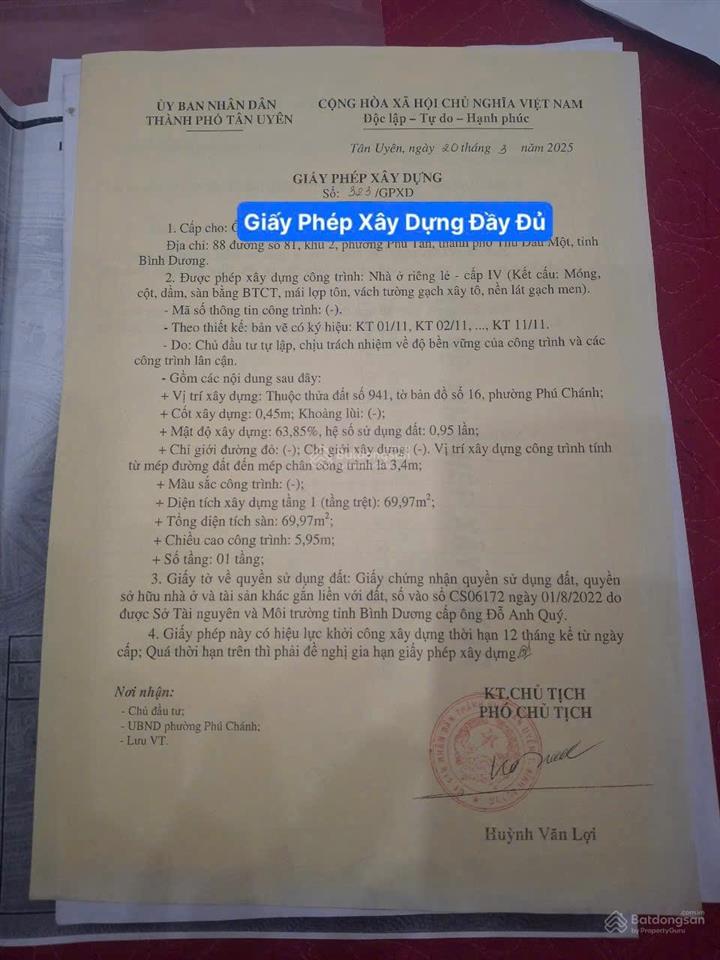 ỦY BAN NHÂN DÂN
THÀNH PHỐ TÂN UYÊN
CỘNG HÒA XÃ HỘI CHỦ NGHĨA VIỆT NAM
Độc lập – Tự do – Hạnh phúc
Tân Uyên, ngày 20 tháng 3 năm 2025
GIẤY PHÉP XÂY DỰNG
Số: 323/GPXD
Giấy Phép Xây Dựng Đầy Đủ
1. Cấp cho:
Địa chỉ: 88 đường số 81, khu 2, phường Phú Tân, thành phố Thủ Dầu Một, tỉnh
Bình Dương.
2. Được phép xây dựng công trình: Nhà ở riêng lẻ - cấp IV (Kết cấu: Móng,
cột, dầm, sàn bằng BTCT, mái lợp tôn, vách tường gạch xây tô, nền lát gạch men).
- Mã số thông tin công trình: (-).
- Theo thiết kế: bản vẽ có ký hiệu: KT 01/11, KT 02/11, ..., KT 11/11.
- Do: Chủ đầu tư tự lập, chịu trách nhiệm về độ bền vững của công trình và các
công trình lân cận.
- Gồm các nội dung sau đây:
+ Vị trí xây dựng: Thuộc thửa đất số 941, tờ bản đồ số 16, phường Phú Chánh;
+ Cốt xây dựng: 0,45m; Khoảng lùi: (-);
+ Mật độ xây dựng: 63,85%, hệ số sử dụng đất: 0,95 lần;
+ Chỉ giới đường đỏ: (-); Chỉ giới xây dựng: (-). Vị trí xây dựng công trình tính
từ mép đường đất đến mép chân công trình là 3,4m;
+ Màu sắc công trình: (-);
+ Diện tích xây dựng tầng 1 (tầng trệt): 69,97m²;
+ Tổng diện tích sàn: 69,97m²;
+ Chiều cao công trình: 5,95m;
+ Số tầng: 01 tầng;
3. Giấy tờ về quyền sử dụng đất: Giấy chứng nhận quyền sử dụng đất, quyền
sở hữu nhà ở và tài sản khác gắn liền với đất, số vào sổ CS06172 ngày 01/8/2022 do
được Sở Tài nguyên và Môi trường tỉnh Bình Dương cấp ông Đỗ Anh Quý.
4. Giấy phép này có hiệu lực khởi công xây dựng thời hạn 12 tháng kể từ ngày
cấp; Quá thời hạn trên thì phải đề nghị gia hạn giấy phép xây dựng.
Nơi nhận:
- Chủ đầu tư;
- UBND phường Phú Chánh;
- Lưu VT.
KT.CHỦ TỊCH
PHÓ CHỦ TỊCH
Huỳnh Văn Lợi
Batdongsan.com.vn
by PropertyGuru